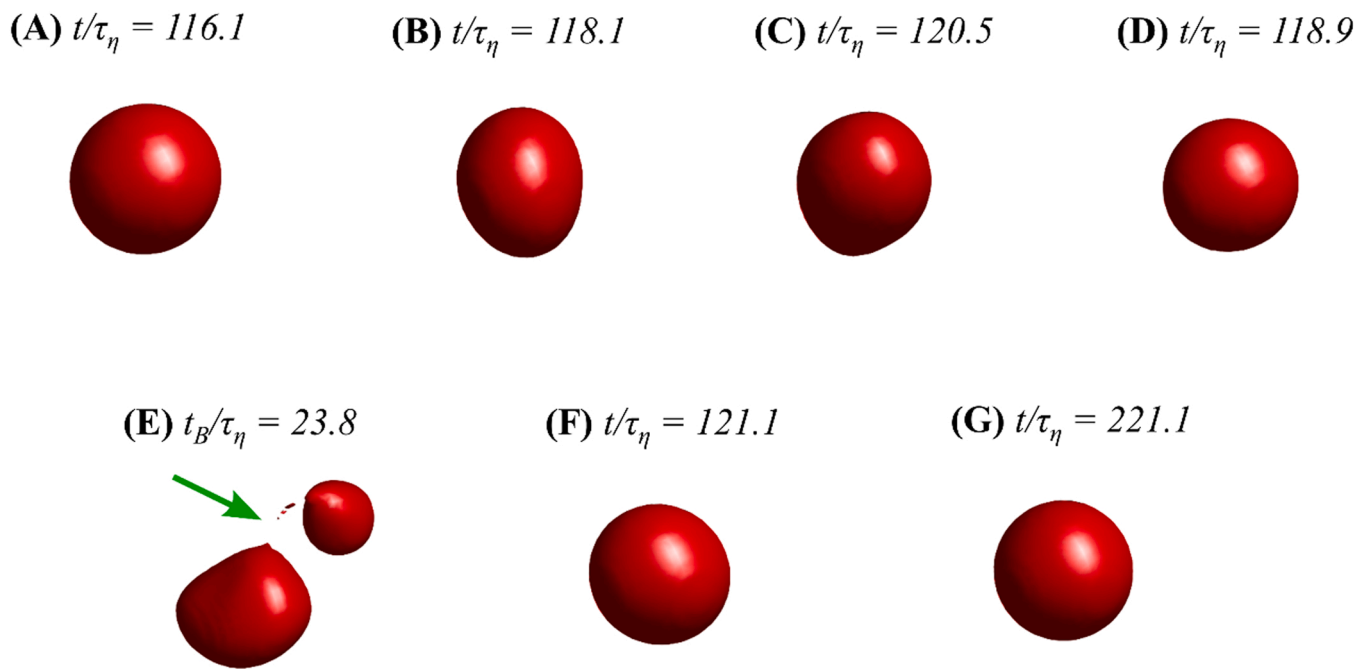 (A) t/τη = 116.1
(B) t/τη = 118.1
(C) t/τη = 120.5
(D) t/τη = 118.9
(E) tB/τη = 23.8
(F) t/τη = 121.1
(G) t/τη = 221.1